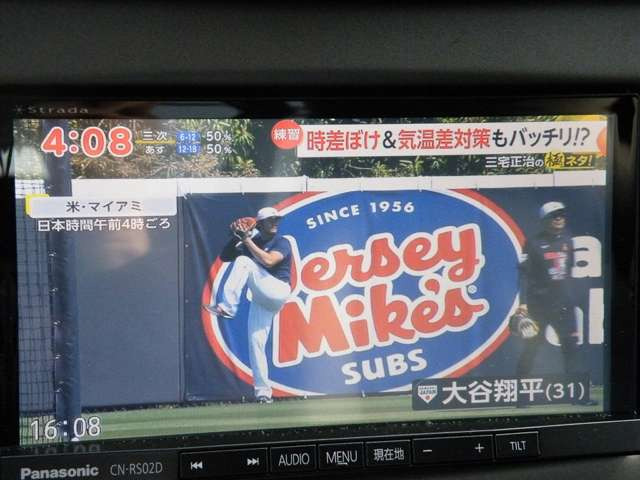 Strada
4:08
三次
あす
6-12 50%
12-18 50%
練習
時差ぼけ&気温差対策もバッチリ!?
三宅正治の極ネタ!
米・マイアミ
日本時間午前4時ごろ
SINCE 1956
Jersey
Mike's
SUBS
a
大谷翔平(31)
16:08
Panasonic CN-RS02D
AUDIO MENU 現在地 − + TILT